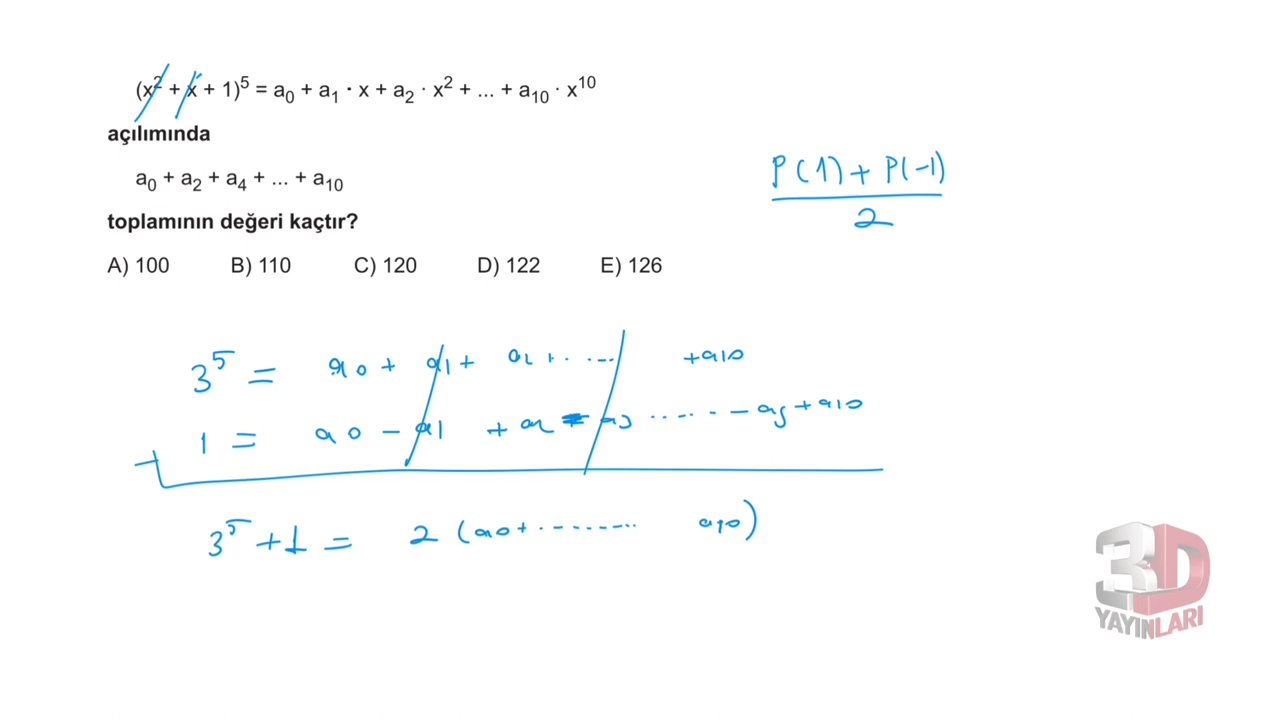 (x² + x + 1)⁵ = a₀ + a₁ · x + a₂ · x² + ... + a₁₀ · x¹⁰
açılımında
a₀ + a₂ + a₄ + ... + a₁₀
toplamının değeri kaçtır?
A) 100 B) 110 C) 120 D) 122 E) 126
P(1) + P(-1)
2
3⁵ = a0 + a1 + a2 + ..... +a10
1 = a0 - a1 + a2 - a3 ...... - a9 + a10
+
3⁵ + 1 = 2 (a0 + ........ a10)
3D
YAYINLARI